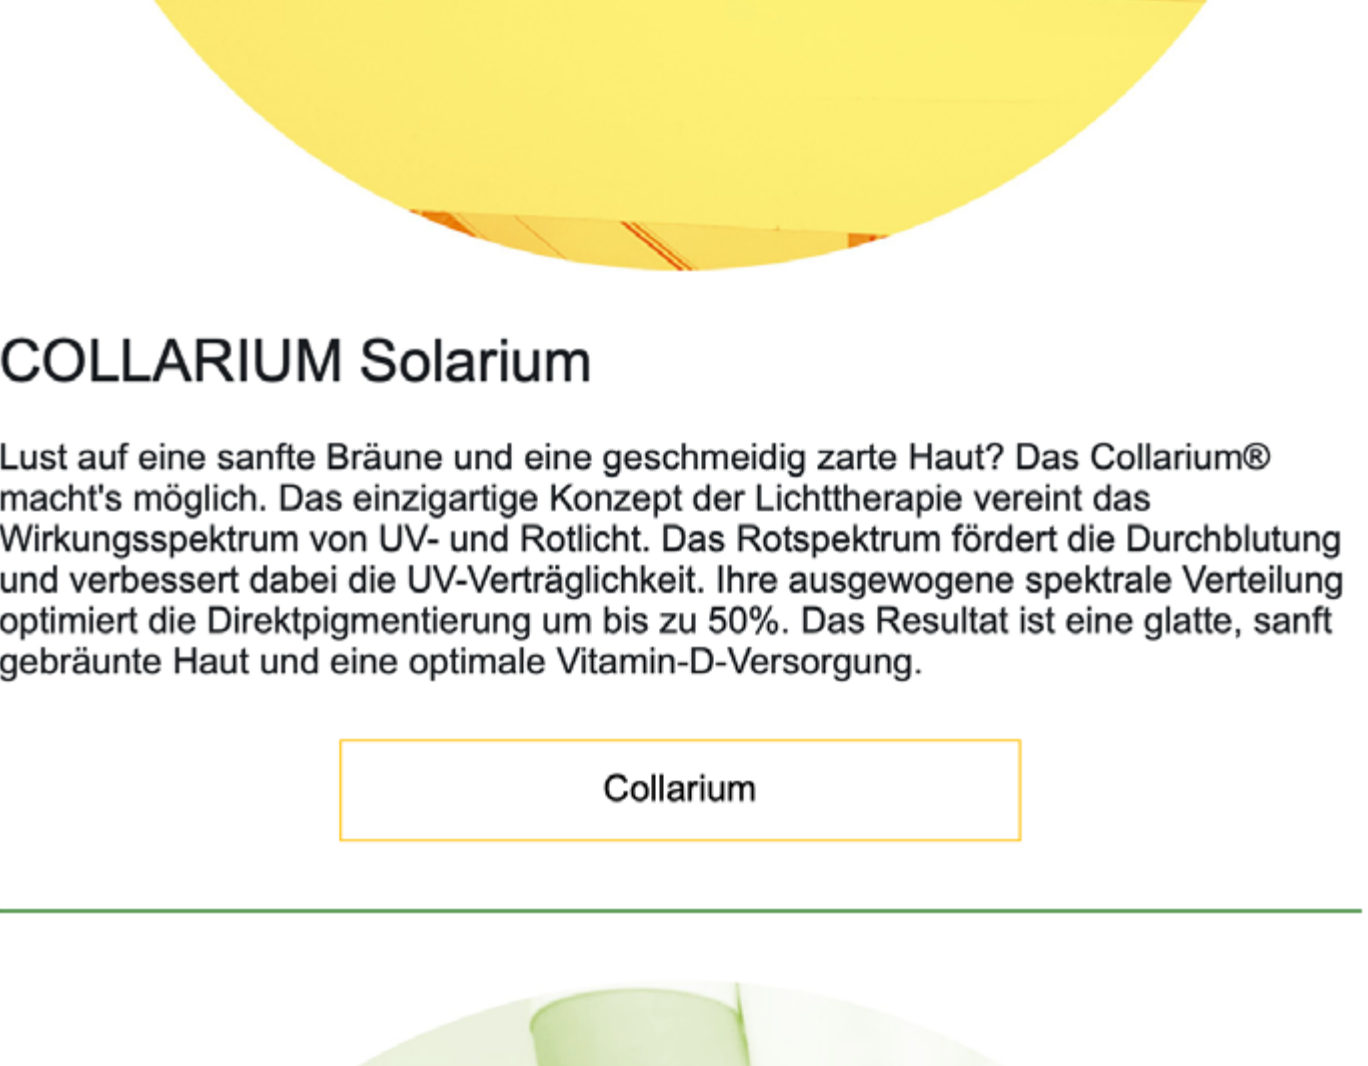 COLLARIUM Solarium
Lust auf eine sanfte Bräune und eine geschmeidig zarte Haut? Das Collarium®
macht's möglich. Das einzigartige Konzept der Lichttherapie vereint das
Wirkungsspektrum von UV- und Rotlicht. Das Rotspektrum fördert die Durchblutung
und verbessert dabei die UV-Verträglichkeit. Ihre ausgewogene spektrale Verteilung
optimiert die Direktpigmentierung um bis zu 50%. Das Resultat ist eine glatte, sanft
gebräunte Haut und eine optimale Vitamin-D-Versorgung.
Collarium